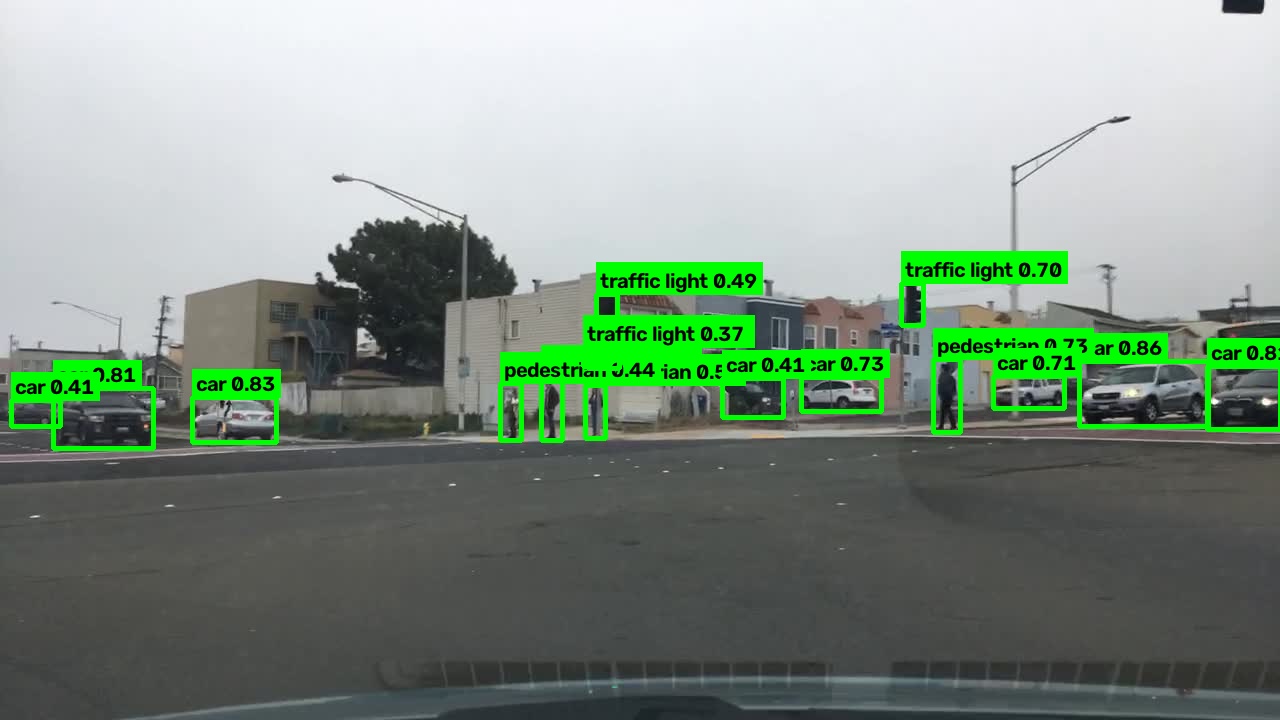 traffic light 0.70
traffic light 0.49
traffic light 0.37
pedestrian 0.73
car 0.86
car 0.71
car 0.73
car 0.41
pedestrian 0.44
0.81
car 0.41
car 0.83